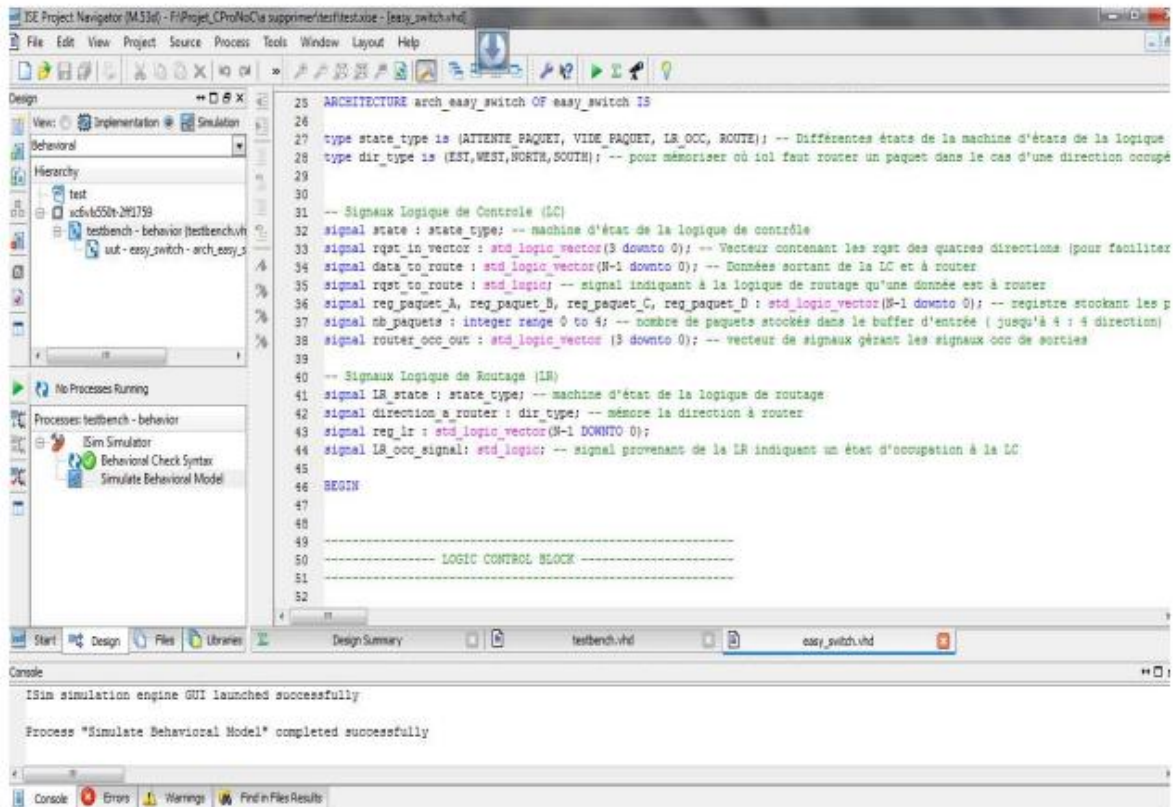 ISE Project Navigator (M.53d) - F:\Projet_CProNoC\a supprimer\test\test.xise - [easy_switch.vhd]
File Edit View Project Source Process Tools Window Layout Help
Design
View: Implementation Simulation
Behavioral
Hierarchy
test
xc6vlx550t-2ff1759
testbench - behavior (testbench.vh
uut - easy_switch - arch_easy_s
No Processes Running
Processes: testbench - behavior
ISim Simulator
Behavioral Check Syntax
Simulate Behavioral Model
Start Design Files Libraries
25 ARCHITECTURE arch_easy_switch OF easy_switch IS
26
27 type state_type is (ATTENTE_PAQUET, VIDE_PAQUET, LR_OCC, ROUTE); -- Différentes états de la machine d'états de la logique
28 type dir_type is (EST,WEST,NORTH,SOUTH); -- pour mémoriser où iol faut router un paquet dans le cas d'une direction occupé
29
30
31 -- Signaux Logique de Controle (LC)
32 signal state : state_type; -- machine d'état de la logique de contrôle
33 signal rqst_in_vector : std_logic_vector(3 downto 0); -- Vecteur contenant les rqst des quatres directions (pour faciliter
34 signal data_to_route : std_logic_vector(N-1 downto 0); -- Données sortant de la LC et à router
35 signal rqst_to_route : std_logic; -- signal indiquant à la logique de routage qu'une donnée est à router
36 signal reg_paquet_A, reg_paquet_B, reg_paquet_C, reg_paquet_D : std_logic_vector(N-1 downto 0); -- registre stockant les p
37 signal nb_paquets : integer range 0 to 4; -- nombre de paquets stockés dans le buffer d'entrée ( jusqu'à 4 : 4 direction)
38 signal router_occ_out : std_logic_vector (3 downto 0); -- vecteur de signaux gérant les signaux occ de sorties
39
40 -- Signaux Logique de Routage (LR)
41 signal LR_state : state_type; -- machine d'état de la logique de routage
42 signal direction_a_router : dir_type; -- mémore la direction à router
43 signal reg_lr : std_logic_vector(N-1 DOWNTO 0);
44 signal LR_occ_signal: std_logic; -- signal provenant de la LR indiquant un état d'occupation à la LC
45
46 BEGIN
47
48
49 ----------------------------------------------------------------
50 ----------------- LOGIC CONTROL BLOCK ------------------------
51 ----------------------------------------------------------------
52
Design Summary testbench.vhd easy_switch.vhd
Console
ISim simulation engine GUI launched successfully
Process "Simulate Behavioral Model" completed successfully
Console Errors Warnings Find in Files Results